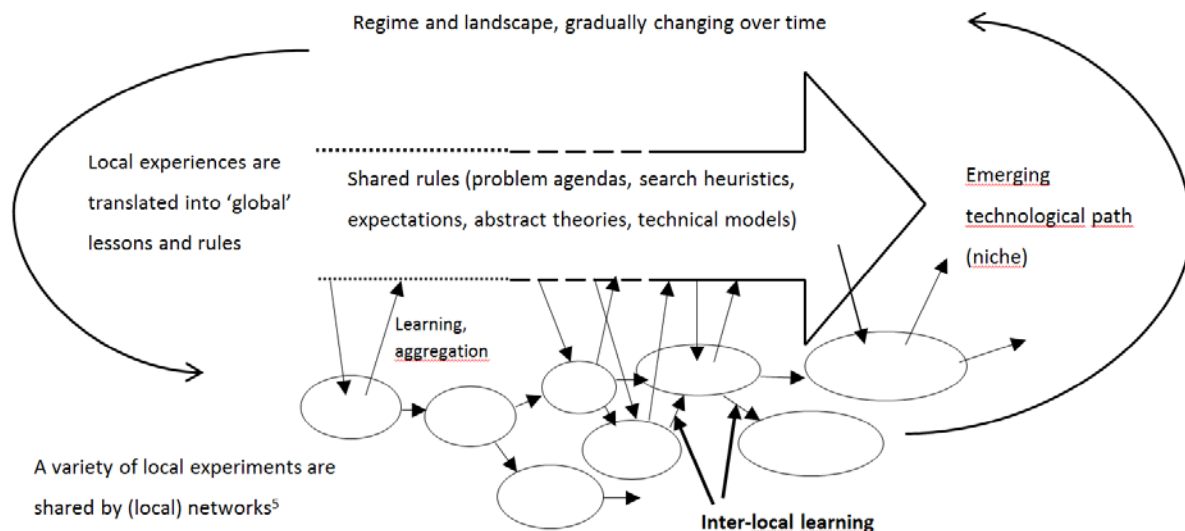 Regime and landscape, gradually changing over time
Local experiences are
translated into ‘global’
lessons and rules
Shared rules (problem agendas, search heuristics,
expectations, abstract theories, technical models)
Emerging
technological path
(niche)
Learning,
aggregation
A variety of local experiments are
shared by (local) networks⁵
Inter-local learning